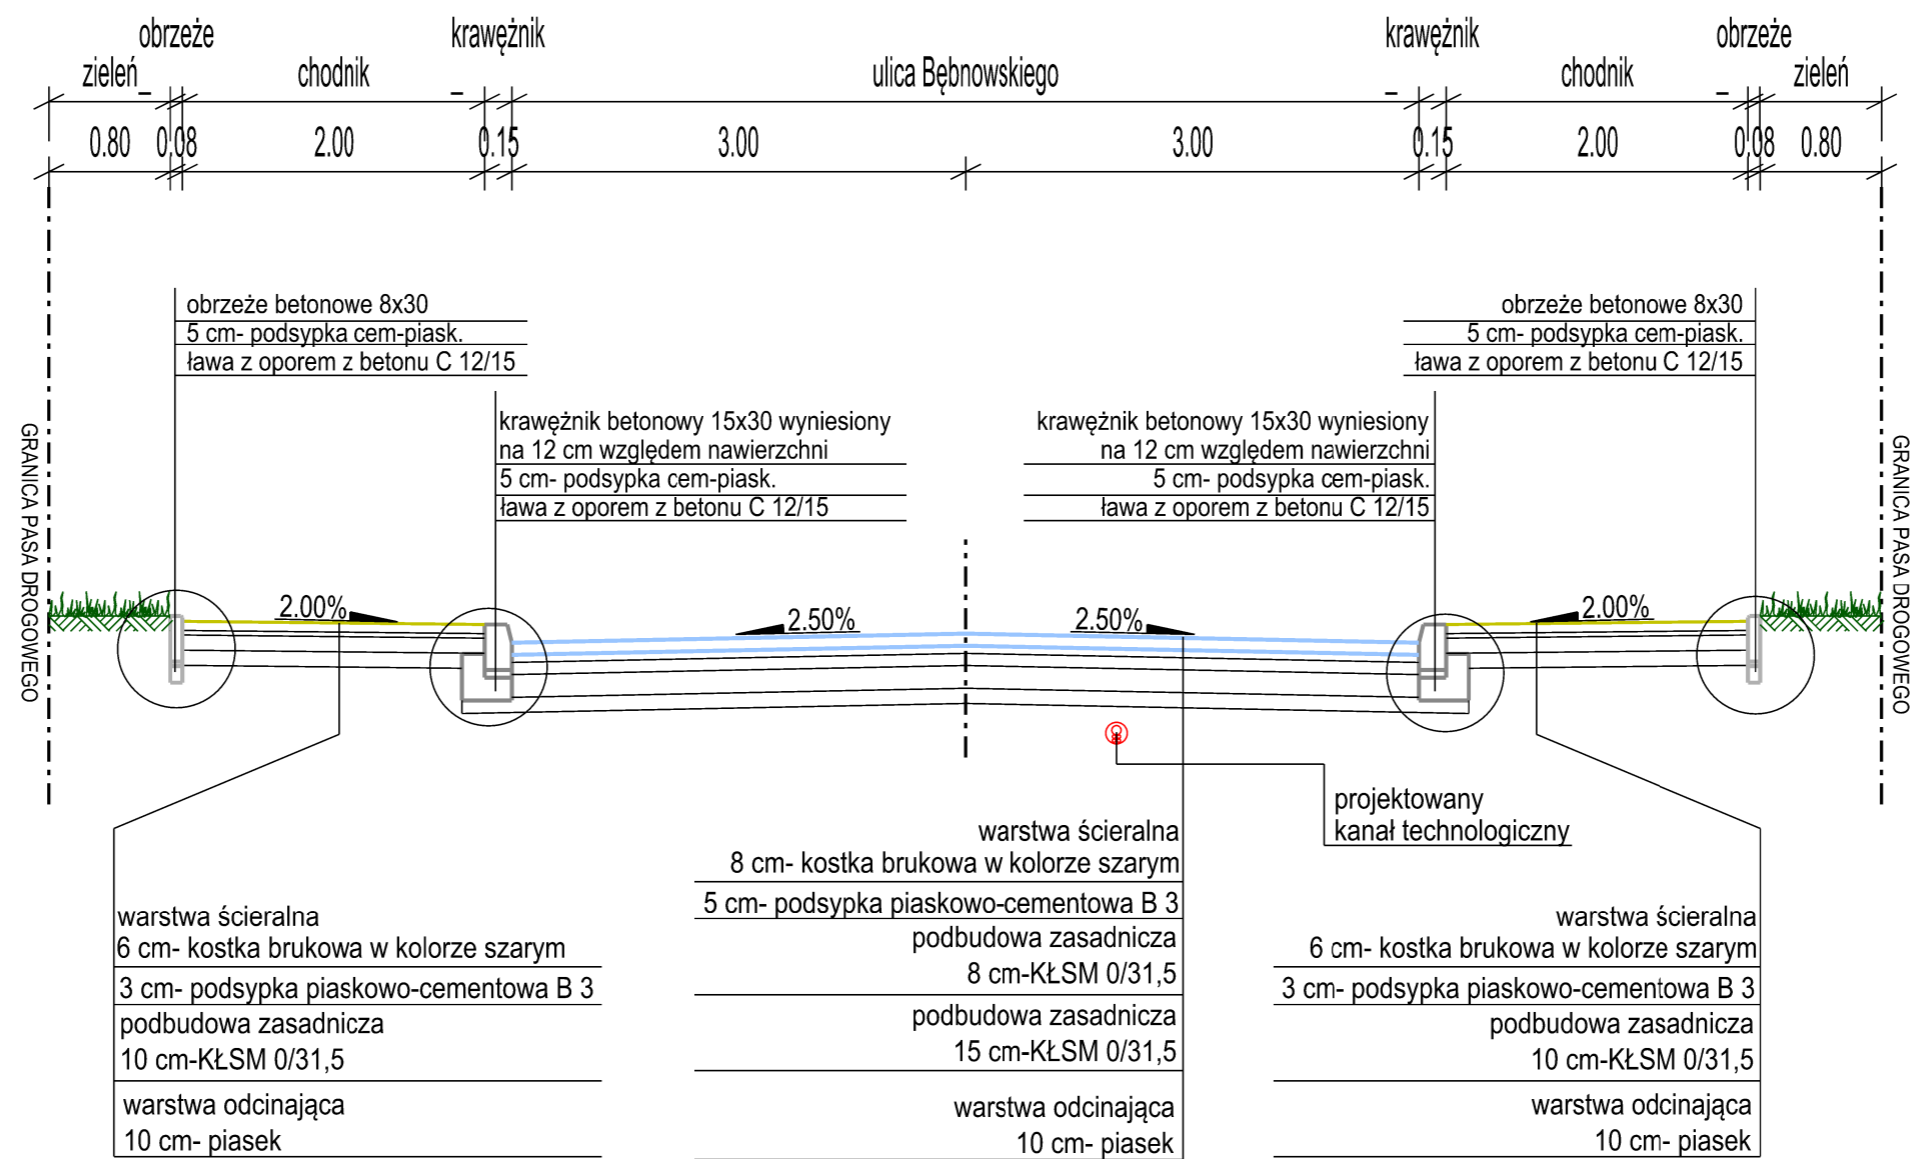 obrzeże krawężnik krawężnik obrzeże
zieleń chodnik ulica Bębnowskiego chodnik zieleń
0.80 0.08 2.00 0.15 3.00 3.00 0.15 2.00 0.08 0.80
obrzeże betonowe 8x30
5 cm- podsypka cem-piask.
ława z oporem z betonu C 12/15
obrzeże betonowe 8x30
5 cm- podsypka cem-piask.
ława z oporem z betonu C 12/15
krawężnik betonowy 15x30 wyniesiony
na 12 cm względem nawierzchni
5 cm- podsypka cem-piask.
ława z oporem z betonu C 12/15
krawężnik betonowy 15x30 wyniesiony
na 12 cm względem nawierzchni
5 cm- podsypka cem-piask.
ława z oporem z betonu C 12/15
GRANICA PASA DROGOWEGO
GRANICA PASA DROGOWEGO
2.00% 2.50% 2.50% 2.00%
projektowany
kanał technologiczny
warstwa ścieralna
6 cm- kostka brukowa w kolorze szarym
3 cm- podsypka piaskowo-cementowa B 3
podbudowa zasadnicza
10 cm-KŁSM 0/31,5
warstwa odcinająca
10 cm- piasek
warstwa ścieralna
8 cm- kostka brukowa w kolorze szarym
5 cm- podsypka piaskowo-cementowa B 3
podbudowa zasadnicza
8 cm-KŁSM 0/31,5
podbudowa zasadnicza
15 cm-KŁSM 0/31,5
warstwa odcinająca
10 cm- piasek
warstwa ścieralna
6 cm- kostka brukowa w kolorze szarym
3 cm- podsypka piaskowo-cementowa B 3
podbudowa zasadnicza
10 cm-KŁSM 0/31,5
warstwa odcinająca
10 cm- piasek